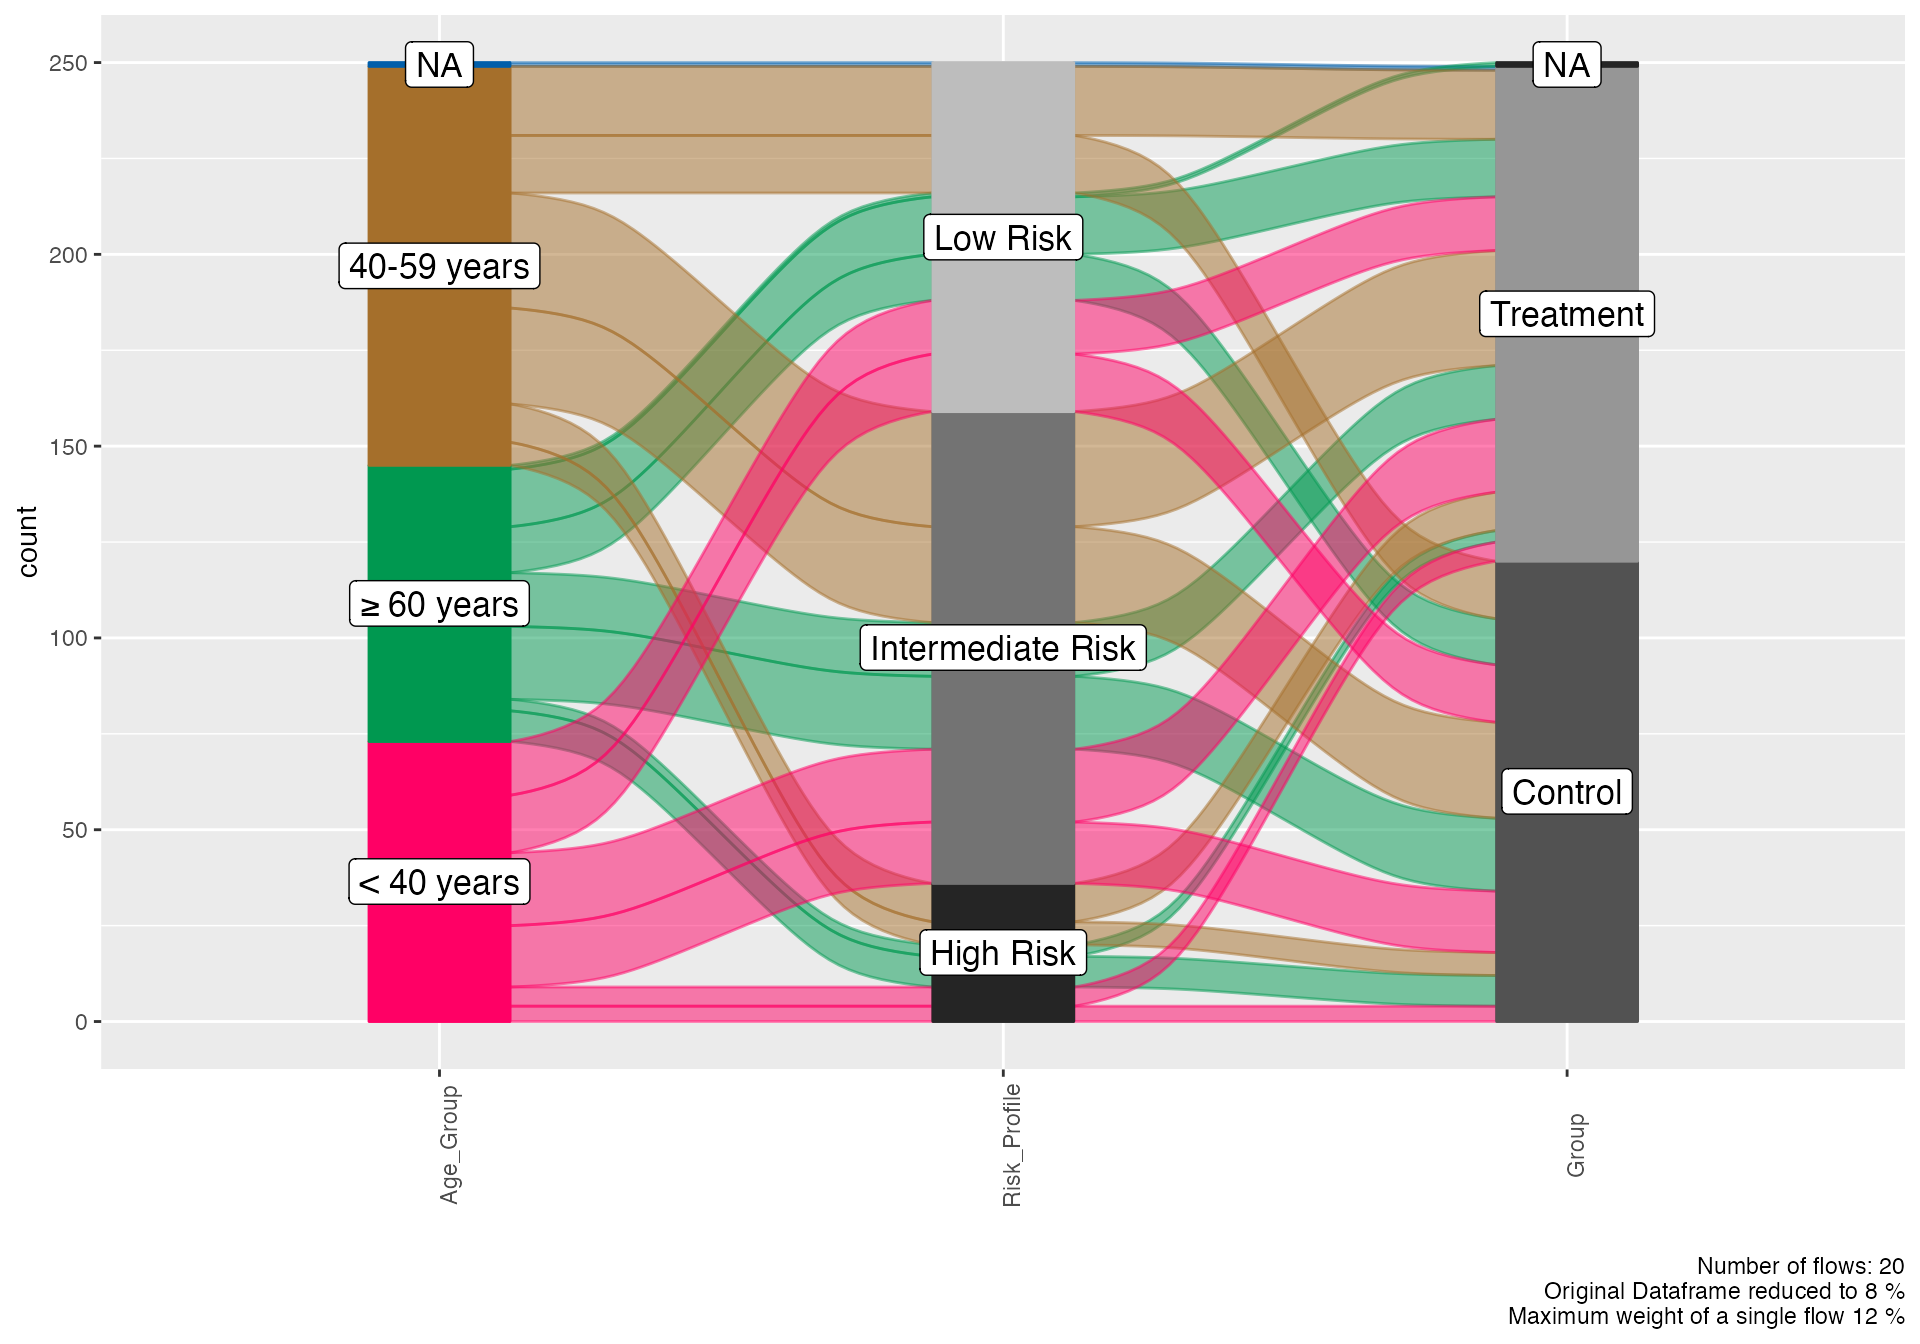 250
200
150
100
50
0
count
NA
40-59 years
≥ 60 years
< 40 years
Low Risk
Intermediate Risk
High Risk
NA
Treatment
Control
Age_Group
Risk_Profile
Group
Number of flows: 20
Original Dataframe reduced to 8 %
Maximum weight of a single flow 12 %